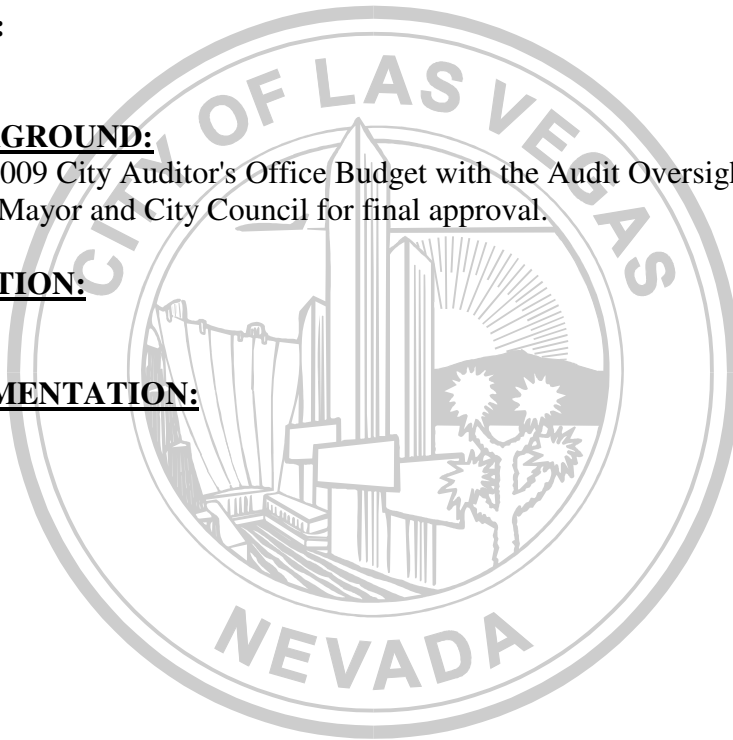 :
GROUND:
009 City Auditor's Office Budget with the Audit Oversigh
Mayor and City Council for final approval.
TION:
MENTATION:
CITY OF LAS VEGAS
NEVADA